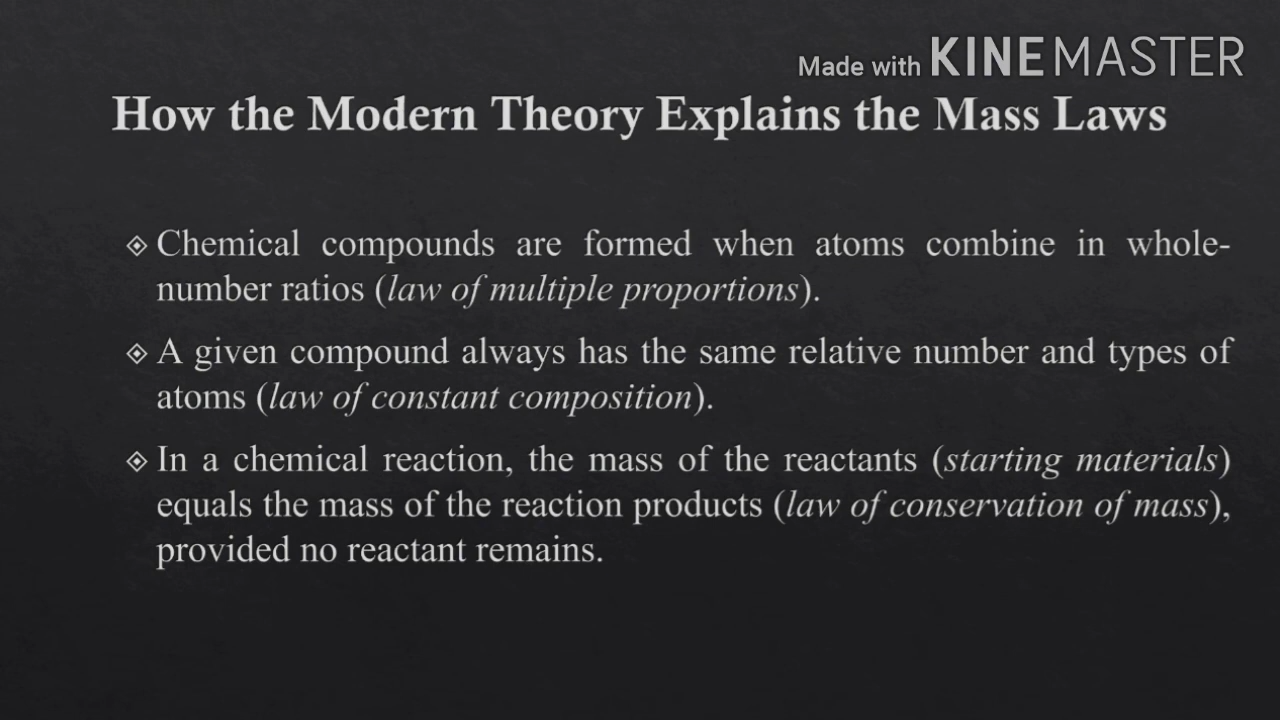 Made with KINEMASTER
How the Modern Theory Explains the Mass Laws
Chemical compounds are formed when atoms combine in whole-
number ratios (law of multiple proportions).
A given compound always has the same relative number and types of
atoms (law of constant composition).
In a chemical reaction, the mass of the reactants (starting materials)
equals the mass of the reaction products (law of conservation of mass),
provided no reactant remains.